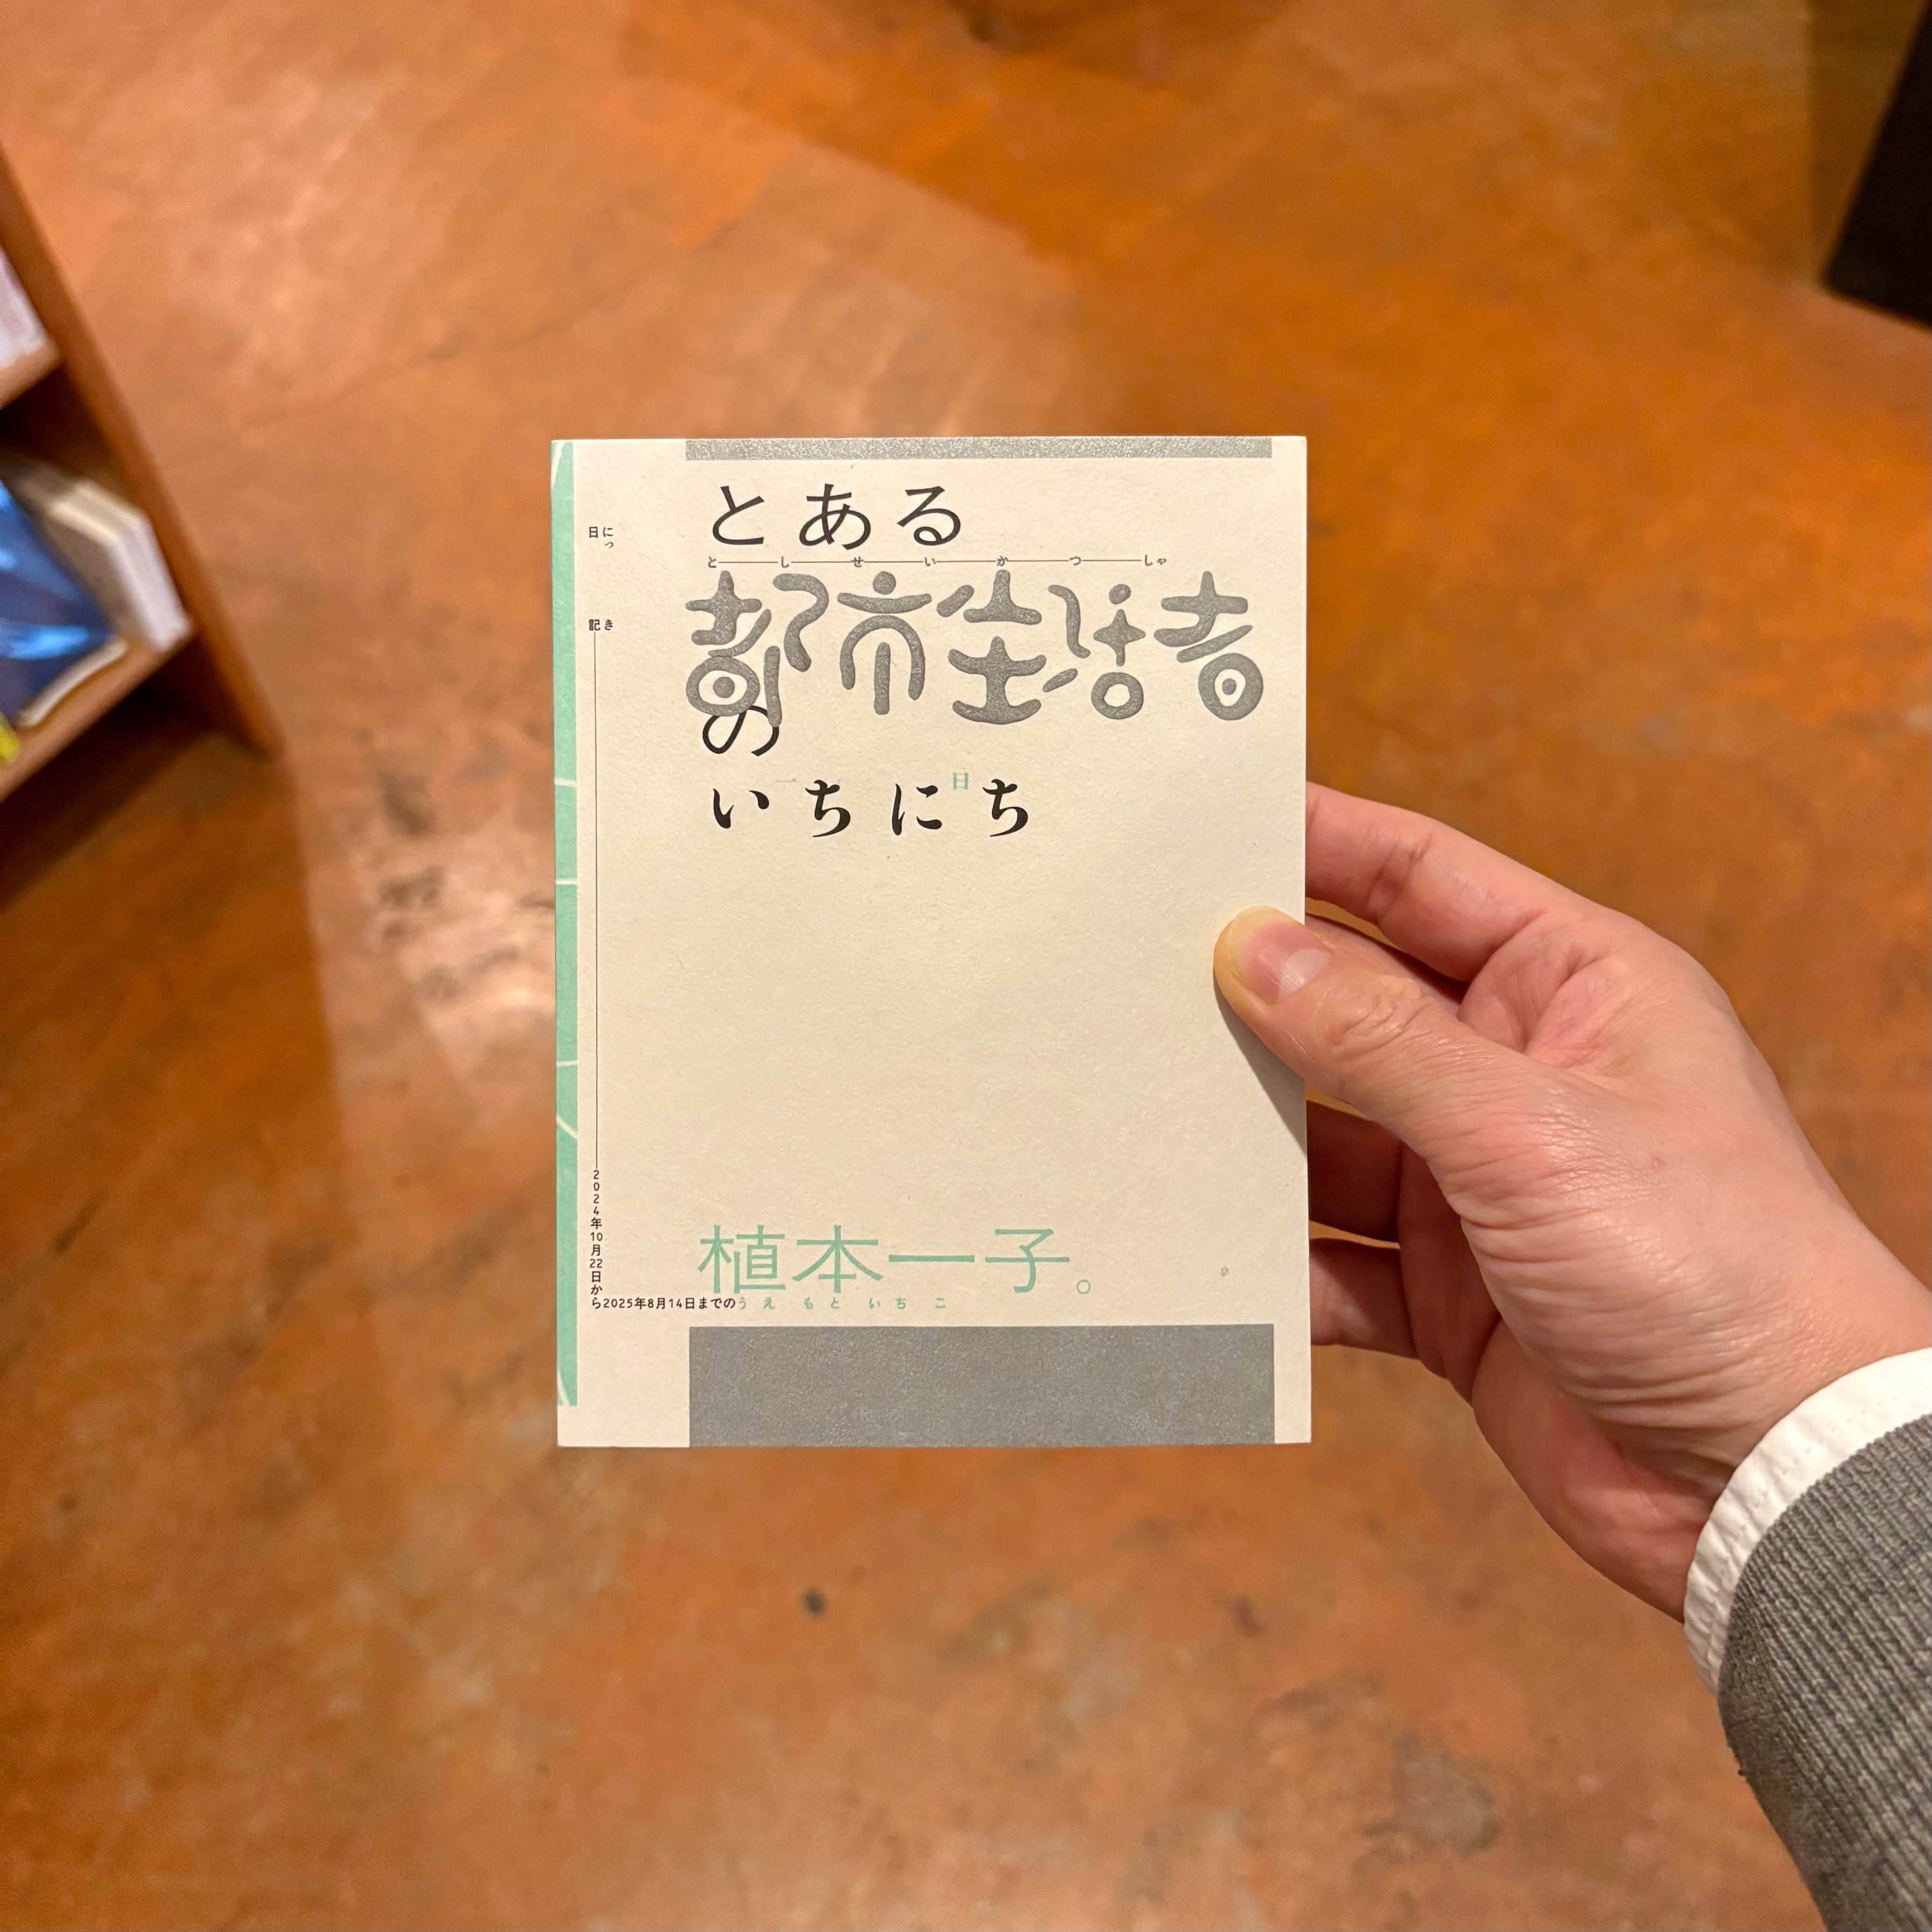 とある
としせいかつしゃ
都市生活者
の
一日
いちにち
にっき
日記
2024年10月22日から2025年8月14日までの
植本一子。
うえもといちこ